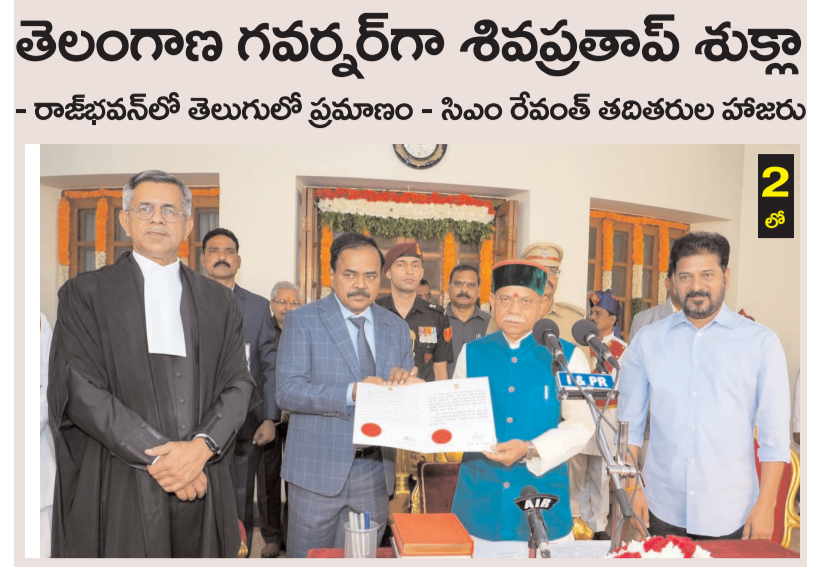 తెలంగాణ గవర్నర్‌గా శివప్రతాప్ శుక్లా
- రాజ్‌భవన్‌లో తెలుగులో ప్రమాణం - సిఎం రేవంత్ తదితరుల హాజరు
2
లో
I & PR
AIR